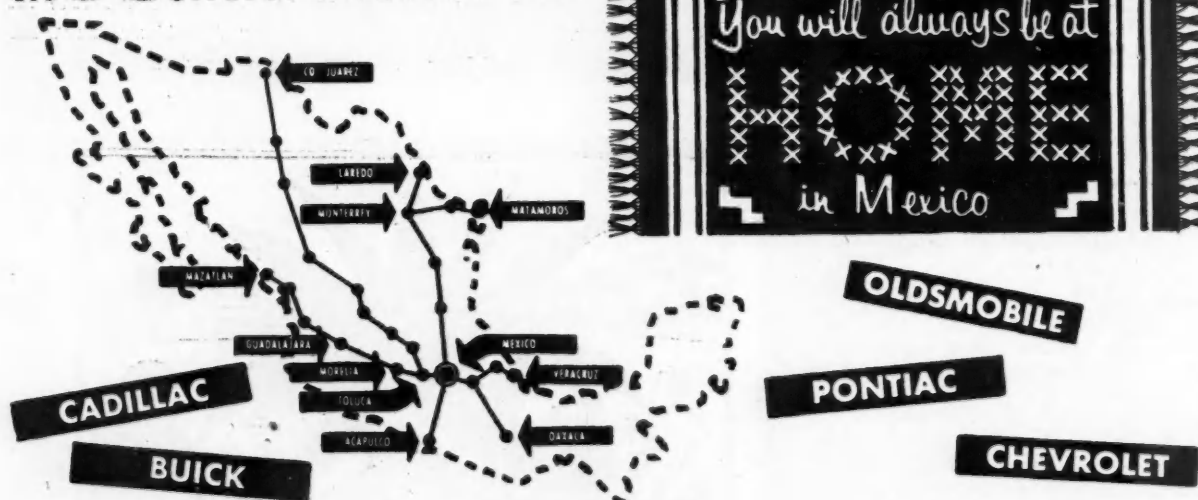 You will always be at
HOME
in Mexico
CD. JUAREZ
LAREDO
MONTERREY
MATAMOROS
MAZATLAN
GUADALAJARA
MEXICO
MORELIA
VERACRUZ
TOLUCA
ACAPULCO
OAXACA
OLDSMOBILE
CADILLAC
PONTIAC
BUICK
CHEVROLET